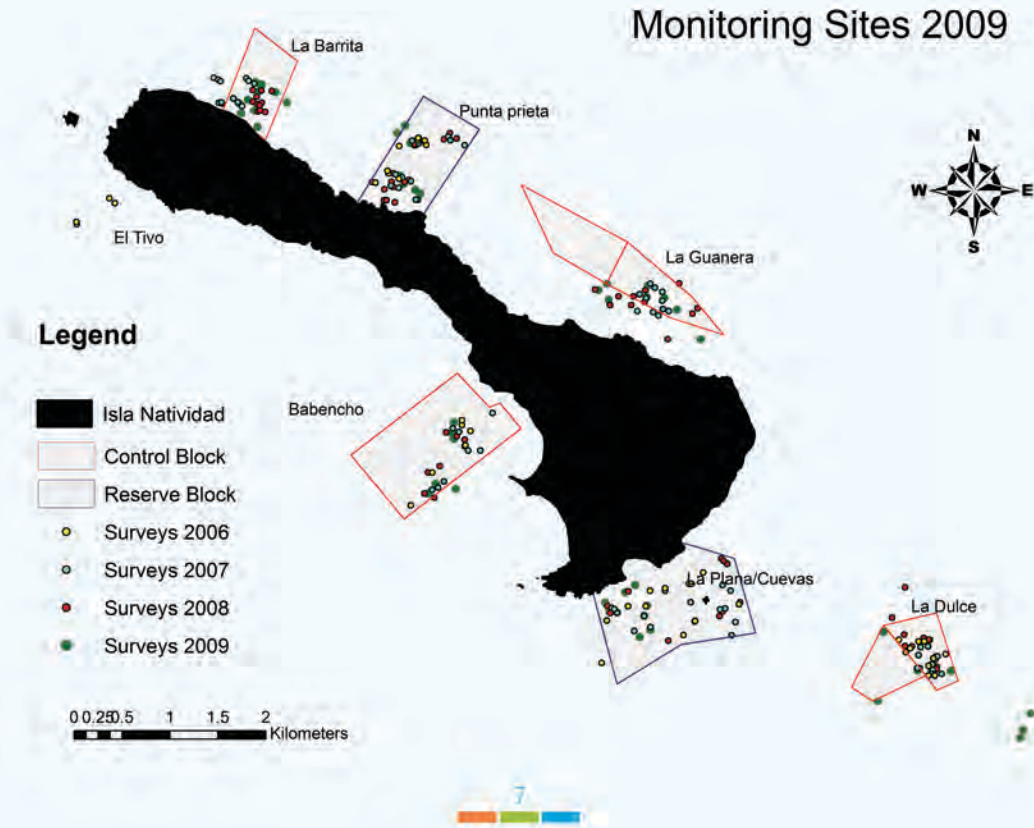 Monitoring Sites 2009
La Barrita
Punta prieta
N
W E
S
El Tivo
La Guanera
Legend
Isla Natividad
Control Block
Reserve Block
Surveys 2006
Surveys 2007
Surveys 2008
Surveys 2009
Babencho
La Plana/Cuevas
La Dulce
0 0.25 0.5 1 1.5 2
Kilometers
7